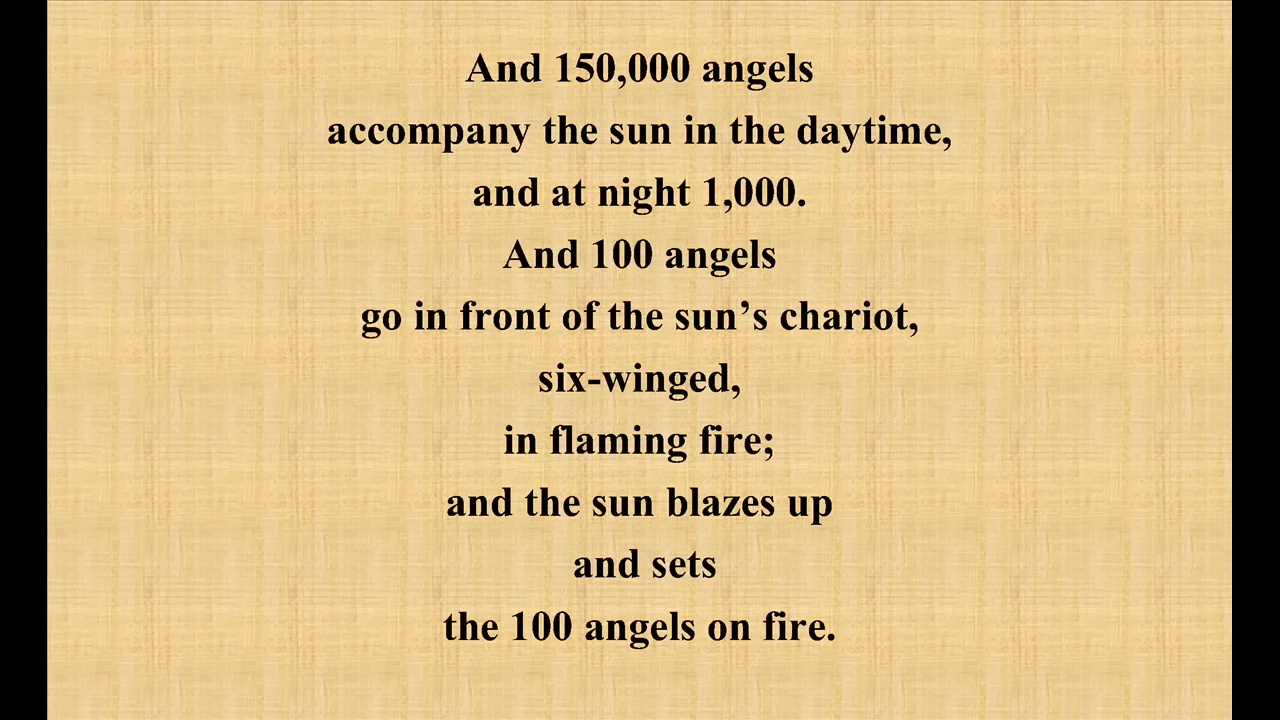 And 150,000 angels
accompany the sun in the daytime,
and at night 1,000.
And 100 angels
go in front of the sun’s chariot,
six-winged,
in flaming fire;
and the sun blazes up
and sets
the 100 angels on fire.